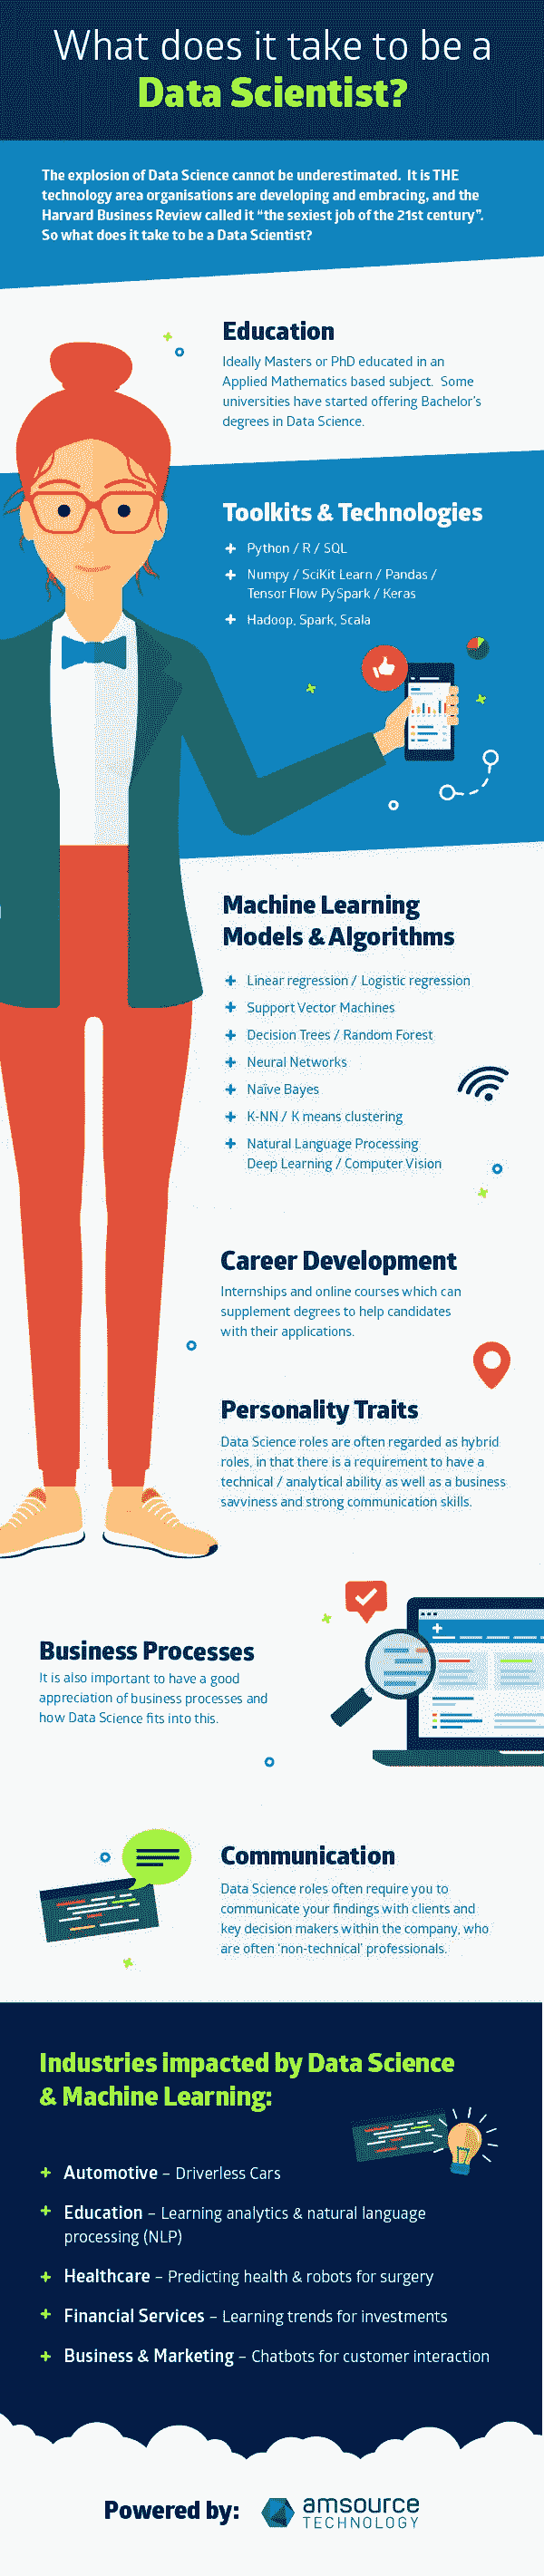 What does it take to be a
Data Scientist?
The explosion of Data Science cannot be underestimated. It is THE
technology area organisations are developing and embracing, and the
Harvard Business Review called it “the sexiest job of the 21st century”.
So what does it take to be a Data Scientist?
Education
Ideally Masters or PhD educated in an
Applied Mathematics based subject. Some
universities have started offering Bachelor's
degrees in Data Science.
Toolkits & Technologies
+ Python / R / SQL
+ Numpy / SciKit Learn / Pandas /
Tensor Flow PySpark / Keras
+ Hadoop, Spark, Scala
Machine Learning
Models & Algorithms
+ Linear regression / Logistic regression
+ Support Vector Machines
+ Decision Trees / Random Forest
+ Neural Networks
+ Naïve Bayes
+ K-NN / K means clustering
+ Natural Language Processing
Deep Learning / Computer Vision
Career Development
Internships and online courses which can
supplement degrees to help candidates
with their applications.
Personality Traits
Data Science roles are often regarded as hybrid
roles, in that there is a requirement to have a
technical / analytical ability as well as a business
savviness and strong communication skills.
Business Processes
It is also important to have a good
appreciation of business processes and
how Data Science fits into this.
Communication
Data Science roles often require you to
communicate your findings with clients and
key decision makers within the company, who
are often ‘non-technical’ professionals.
Industries impacted by Data Science
& Machine Learning:
+ Automotive – Driverless Cars
+ Education – Learning analytics & natural language
processing (NLP)
+ Healthcare – Predicting health & robots for surgery
+ Financial Services – Learning trends for investments
+ Business & Marketing – Chatbots for customer interaction
Powered by:
amsource
TECHNOLOGY